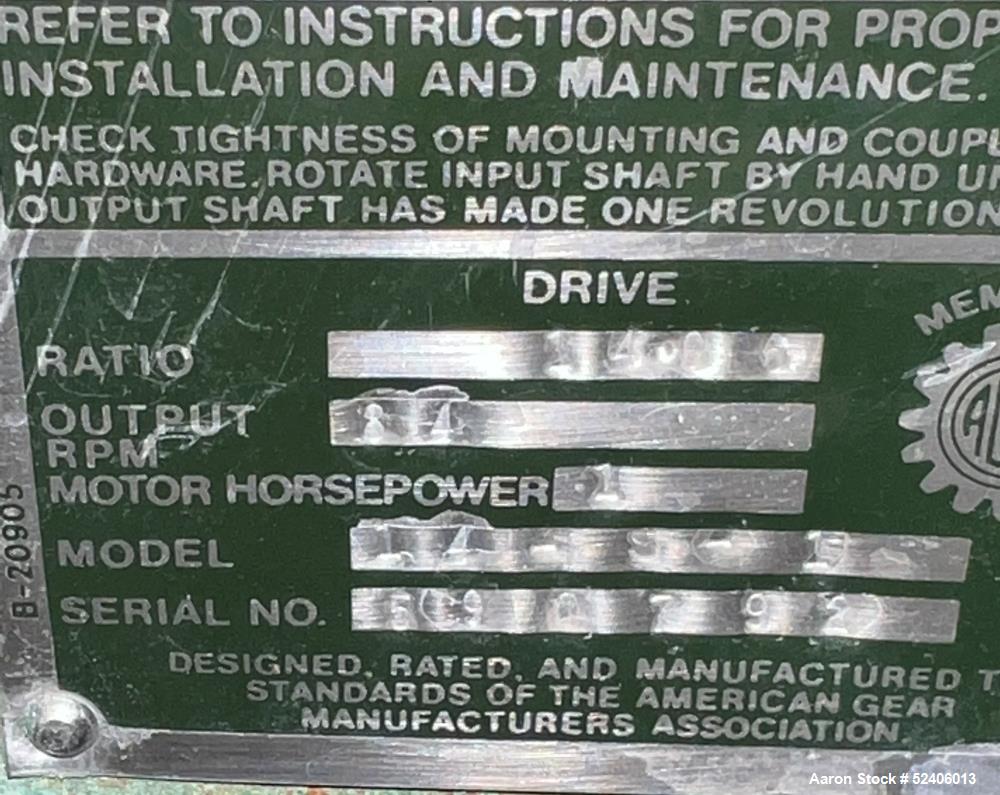 REFER TO INSTRUCTIONS FOR PROP
INSTALLATION AND MAINTENANCE.
CHECK TIGHTNESS OF MOUNTING AND COUPL
HARDWARE. ROTATE INPUT SHAFT BY HAND UN
OUTPUT SHAFT HAS MADE ONE REVOLUTION
DRIVE
MEM
RATIO
OUTPUT
RPM
MOTOR HORSEPOWER
MODEL
SERIAL NO.
B-20905
DESIGNED, RATED, AND MANUFACTURED T
STANDARDS OF THE AMERICAN GEAR
MANUFACTURERS ASSOCIATION.
Aaron Stock # 52406013